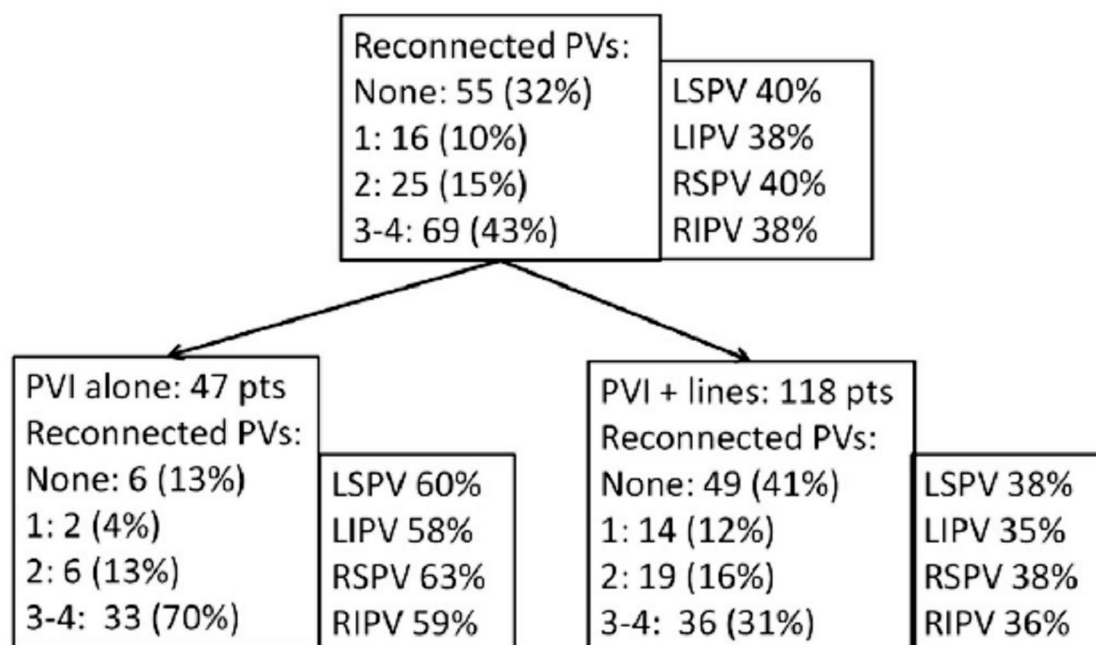 Reconnected PVs:
None: 55 (32%)
1: 16 (10%)
2: 25 (15%)
3-4: 69 (43%)
LSPV 40%
LIPV 38%
RSPV 40%
RIPV 38%
PVI alone: 47 pts
Reconnected PVs:
None: 6 (13%)
1: 2 (4%)
2: 6 (13%)
3-4: 33 (70%)
LSPV 60%
LIPV 58%
RSPV 63%
RIPV 59%
PVI + lines: 118 pts
Reconnected PVs:
None: 49 (41%)
1: 14 (12%)
2: 19 (16%)
3-4: 36 (31%)
LSPV 38%
LIPV 35%
RSPV 38%
RIPV 36%